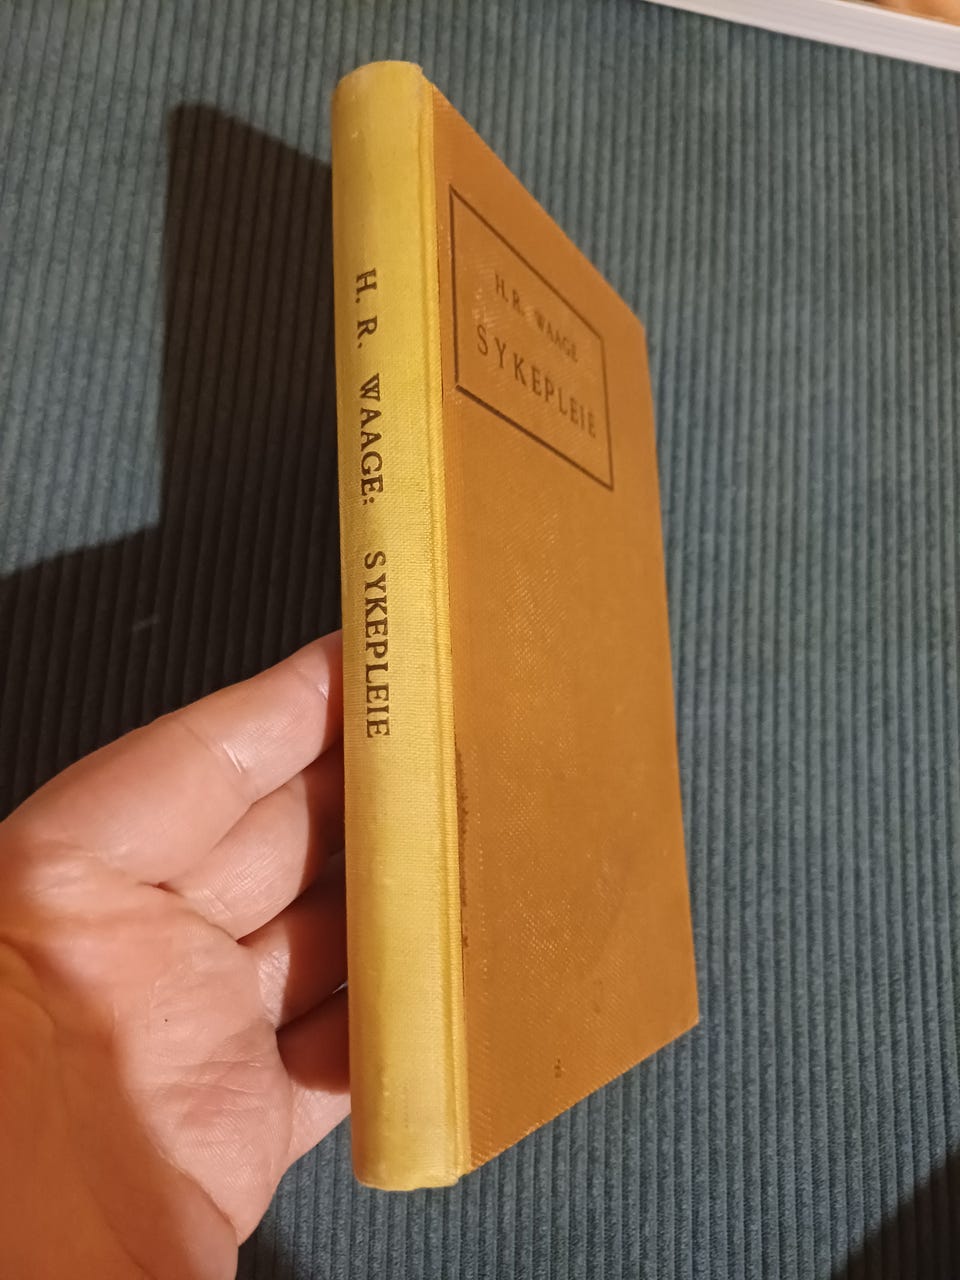 H. R. WAAGE: SYKEPLEIE
H. R. WAAGE
SYKEPLEIE